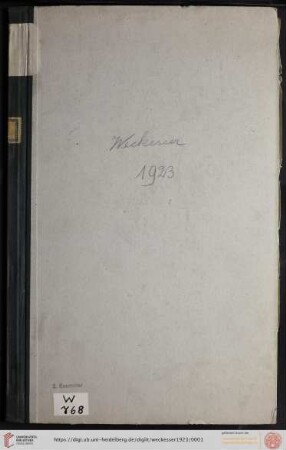 Weckesser
1923
W
768
https://digi.ub.uni-heidelberg.de/diglit/weckesser1923/0001